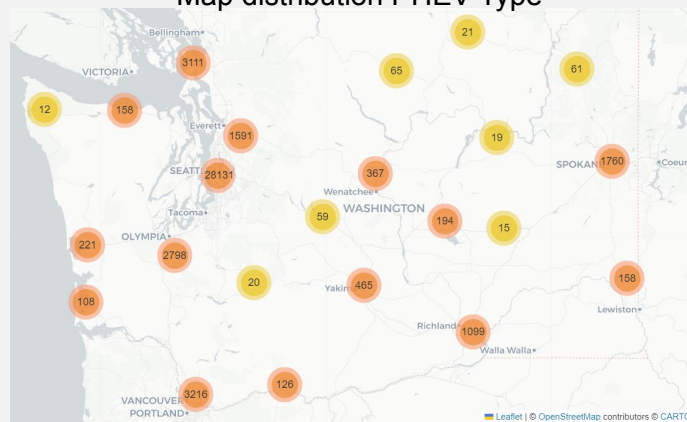 Map distribution PHEV Type
Bellingham
21
3111
65
61
VICTORIA
12
158
Everett
1591
19
SEATT
28131
367
SPOKAN
1760
Coeur
Wenatchee
59
WASHINGTON
Tacoma
194
15
221
OLYMPIA
2798
20
Yakin
465
158
108
Lewiston
Richland
1099
Walla Walla
126
3216
VANCOUVER
PORTLAND
Leaflet | © OpenStreetMap contributors © CARTO